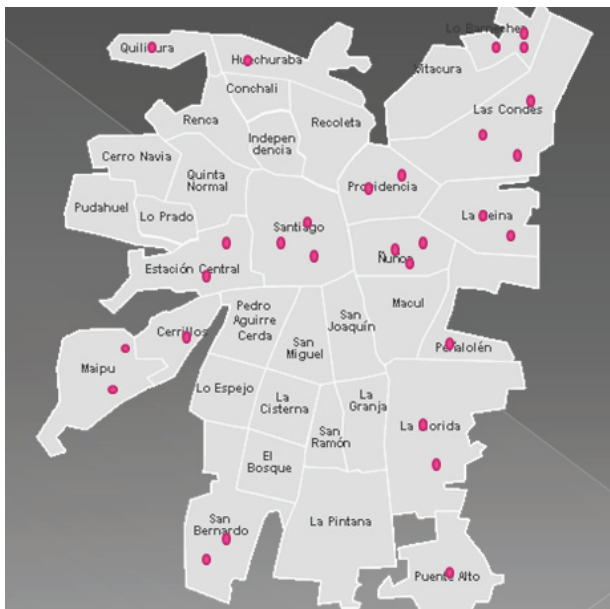 Lo Barnechea
Quilicura
Huechuraba
Vitacura
Conchali
Las Condes
Renca
Recoleta
Indepen
dencia
Cerro Navia
Quinta
Normal
Providencia
Pudahuel
Lo Prado
La Reina
Santiago
Ñuñoa
Estación Central
Pedro
Aguirre
Cerda
Macul
San
Joaquín
Cerrillos
San
Miguel
Peñalolén
Maipu
Lo Espejo
La
Cisterna
La
Granja
La Florida
San
Ramón
El
Bosque
San
Bernardo
La Pintana
Puente Alto